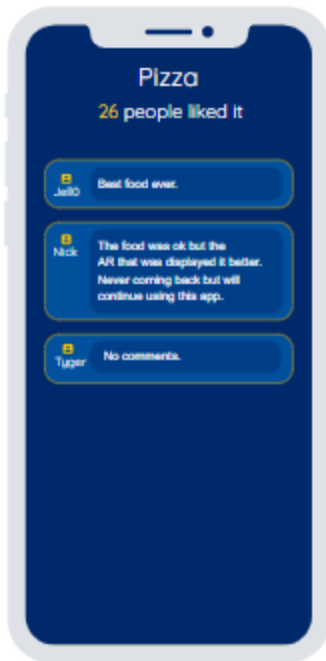 Pizza
26 people liked it
Jell0
Best food ever.
Nick
The food was ok but the
AR that was displayed it better.
Never coming back but will
continue using this app.
Tyger
No comments.